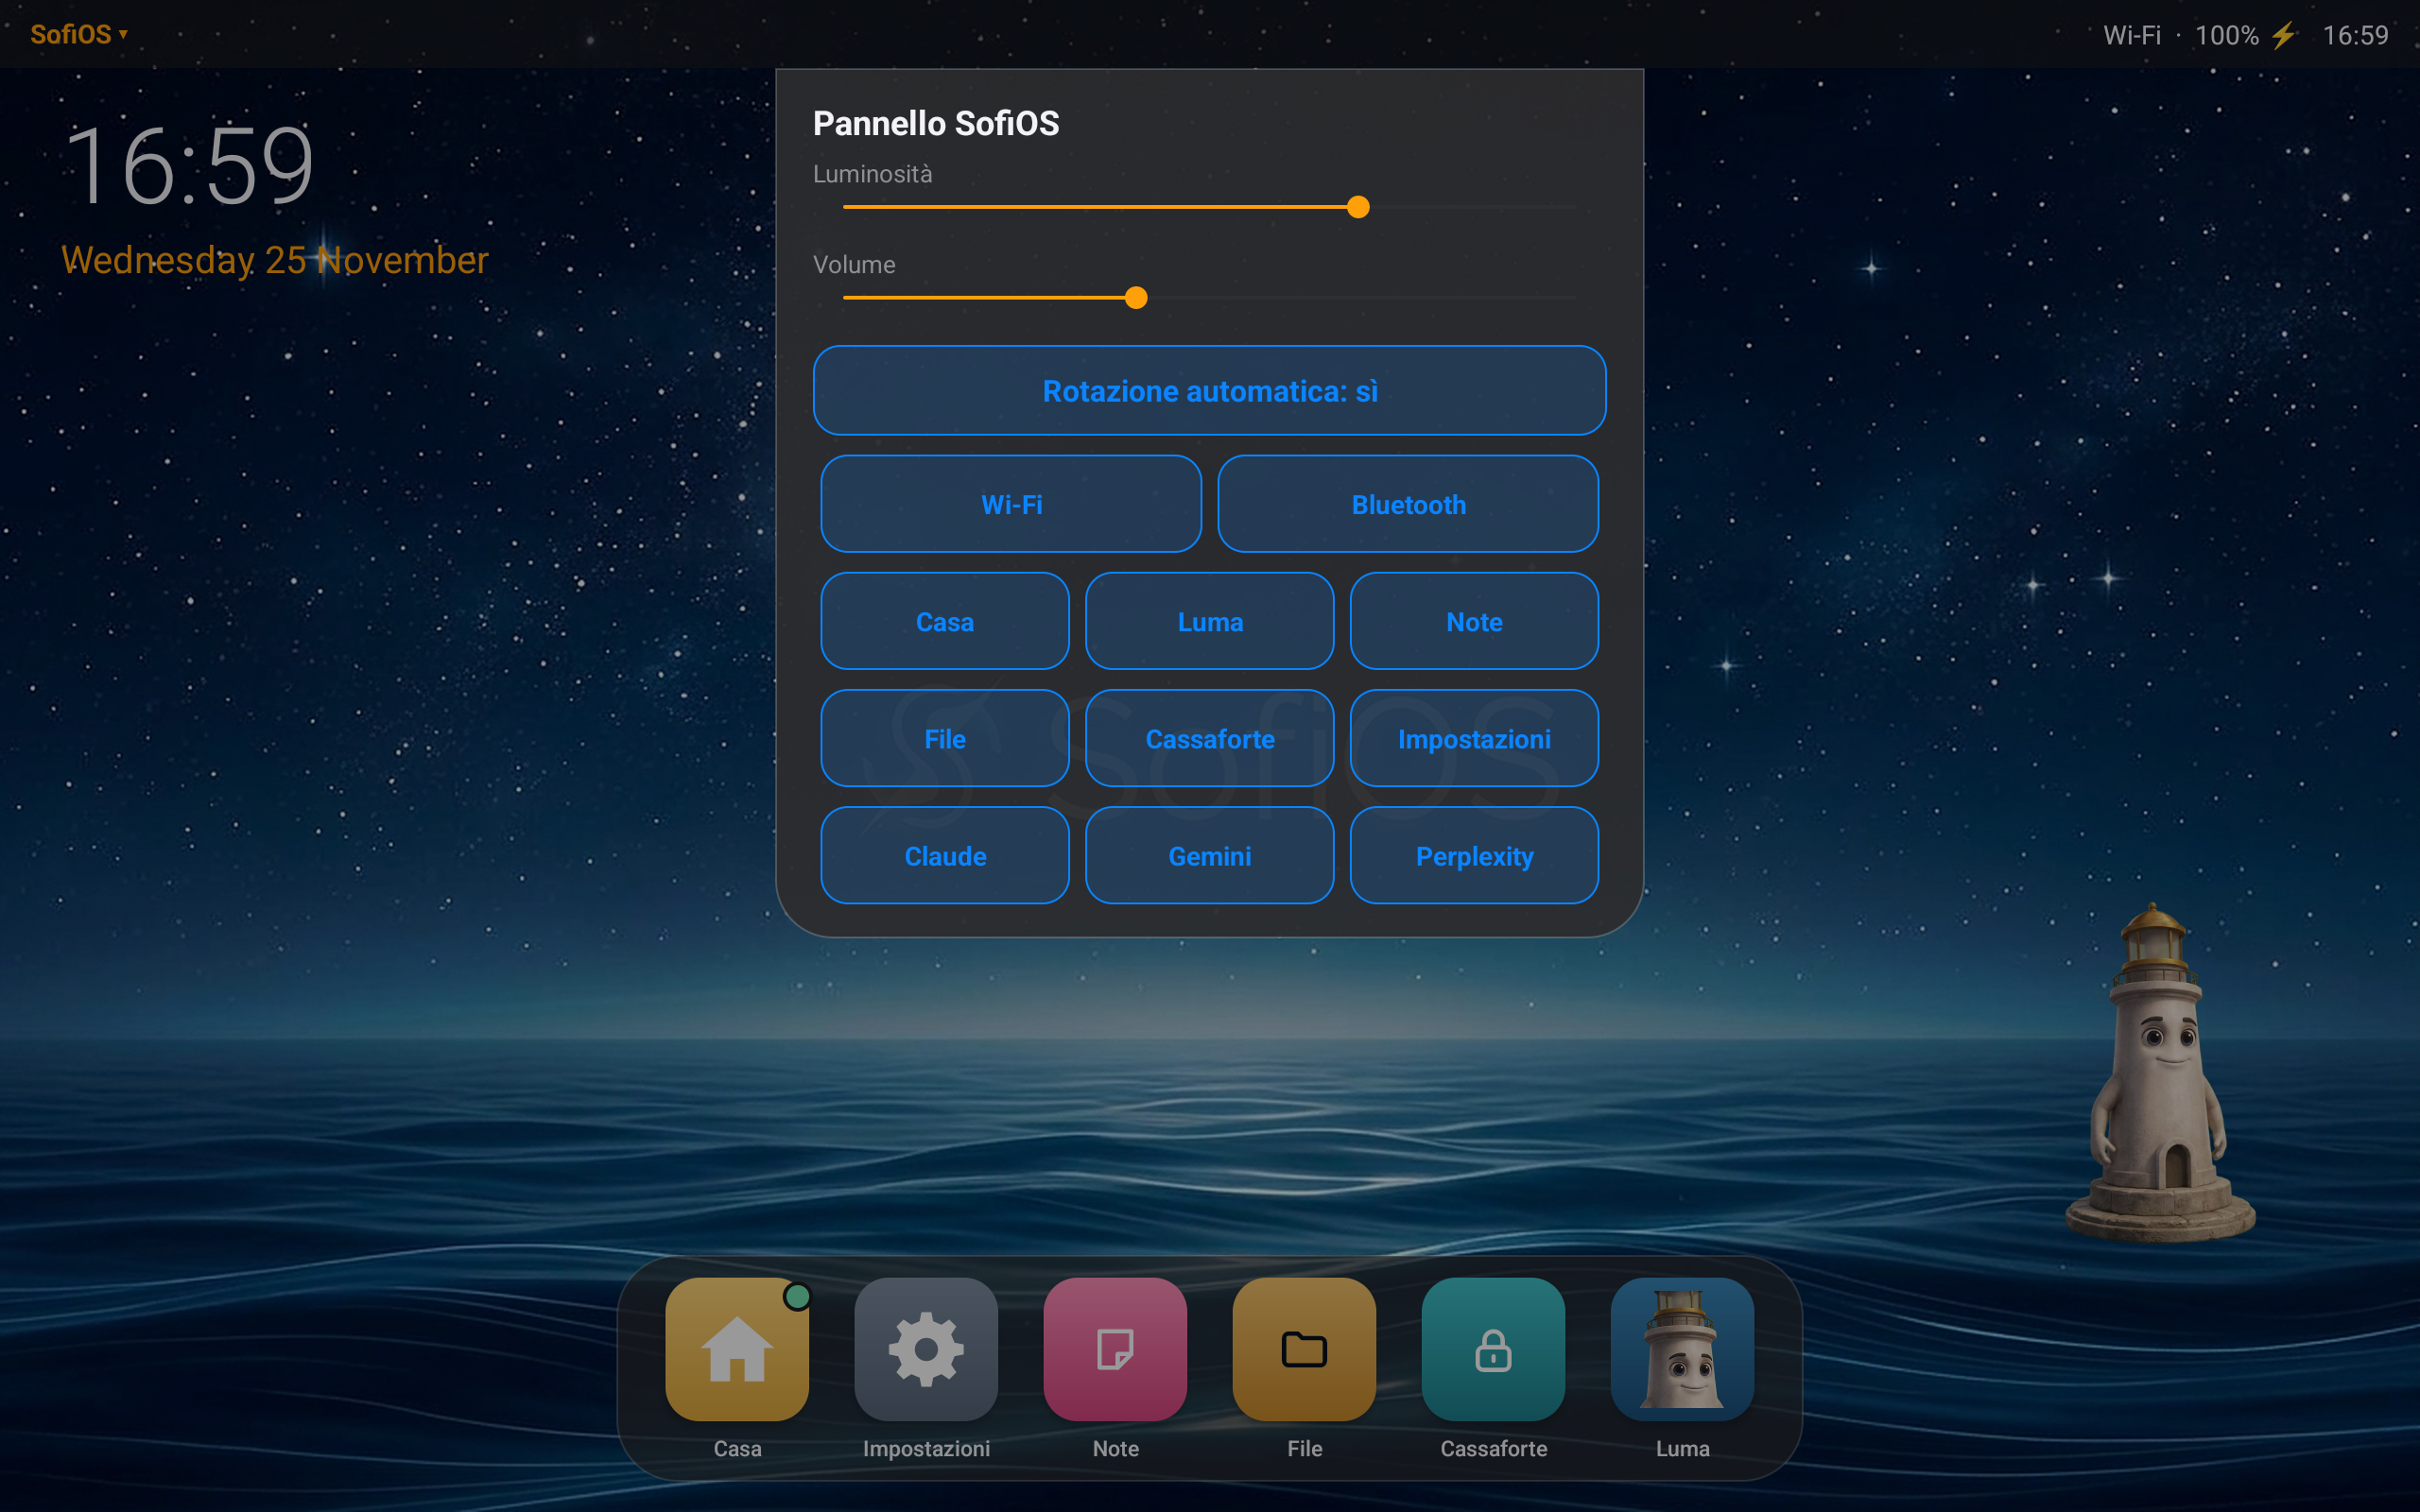 SofiOS ▾
Wi-Fi · 100% ⚡ 16:59
16:59
Wednesday 25 November
Pannello SofiOS
Luminosità
Volume
Rotazione automatica: sì
Wi-Fi Bluetooth
Casa Luma Note
File Cassaforte Impostazioni
SofiOS
Claude Gemini Perplexity
Casa Impostazioni Note File Cassaforte Luma